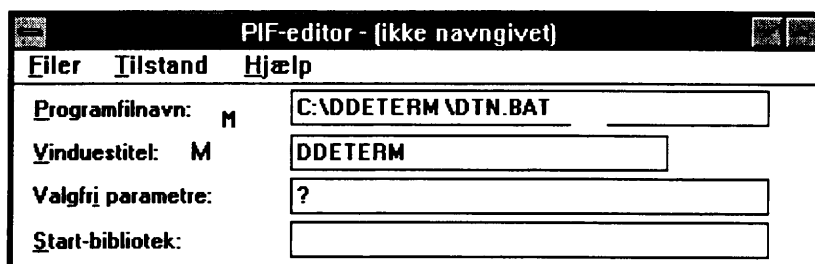 PIF-editor - (ikke navngivet)
Filer Tilstand Hjælp
Programfilnavn: M C:\DDETERM\DTN.BAT
Vinduestitel: M DDETERM
Valgfri parametre: ?
Start-bibliotek: